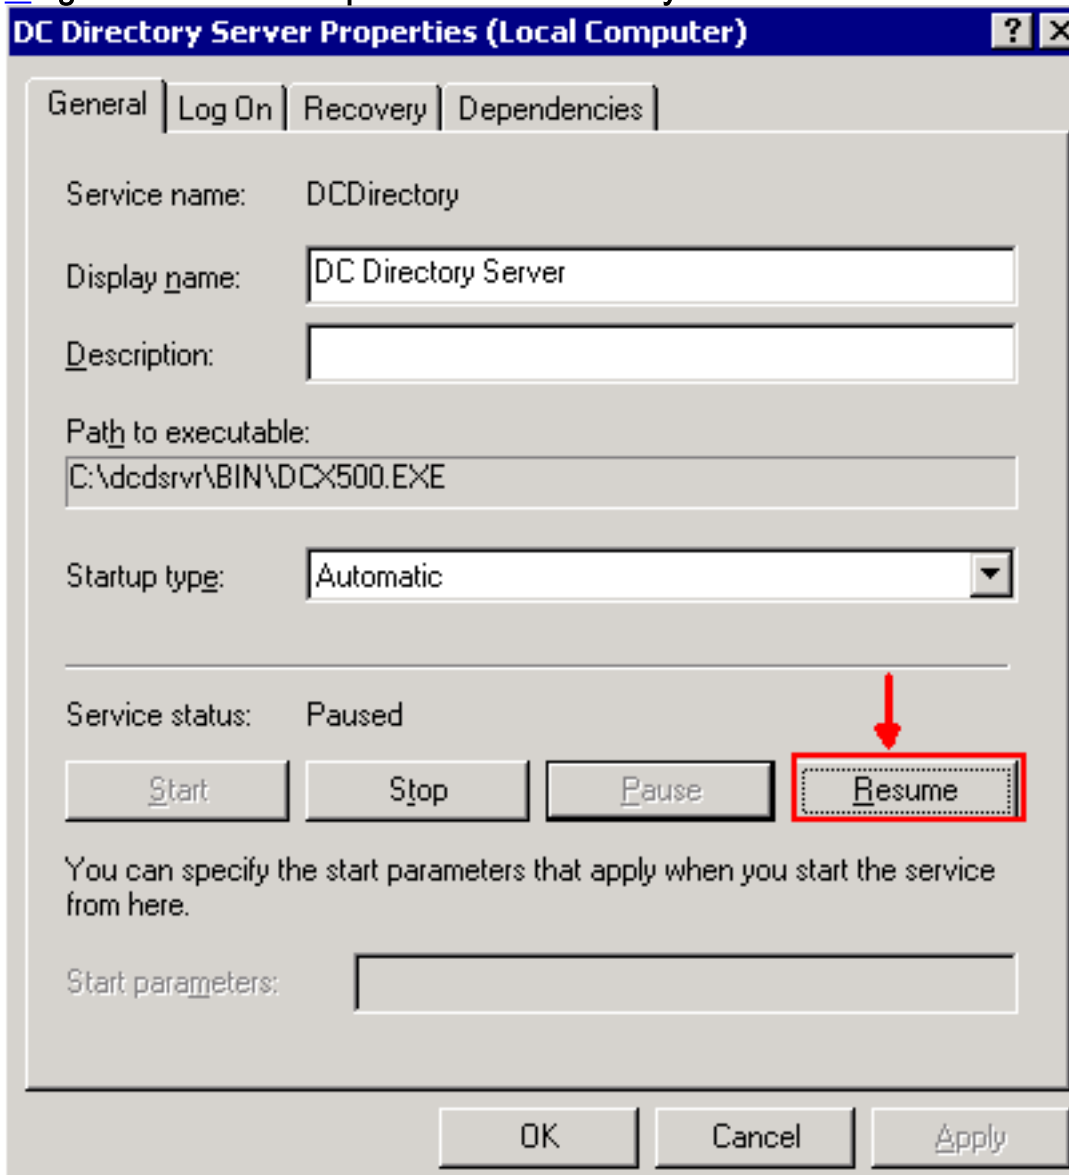 DC Directory Server Properties (Local Computer)
General Log On Recovery Dependencies
Service name: DCDirectory
Display name: DC Directory Server
Description:
Path to executable:
C:\dcdsrvr\BIN\DCX500.EXE
Startup type: Automatic
Service status: Paused
Start Stop Pause Resume
You can specify the start parameters that apply when you start the service
from here.
Start parameters:
OK Cancel Apply